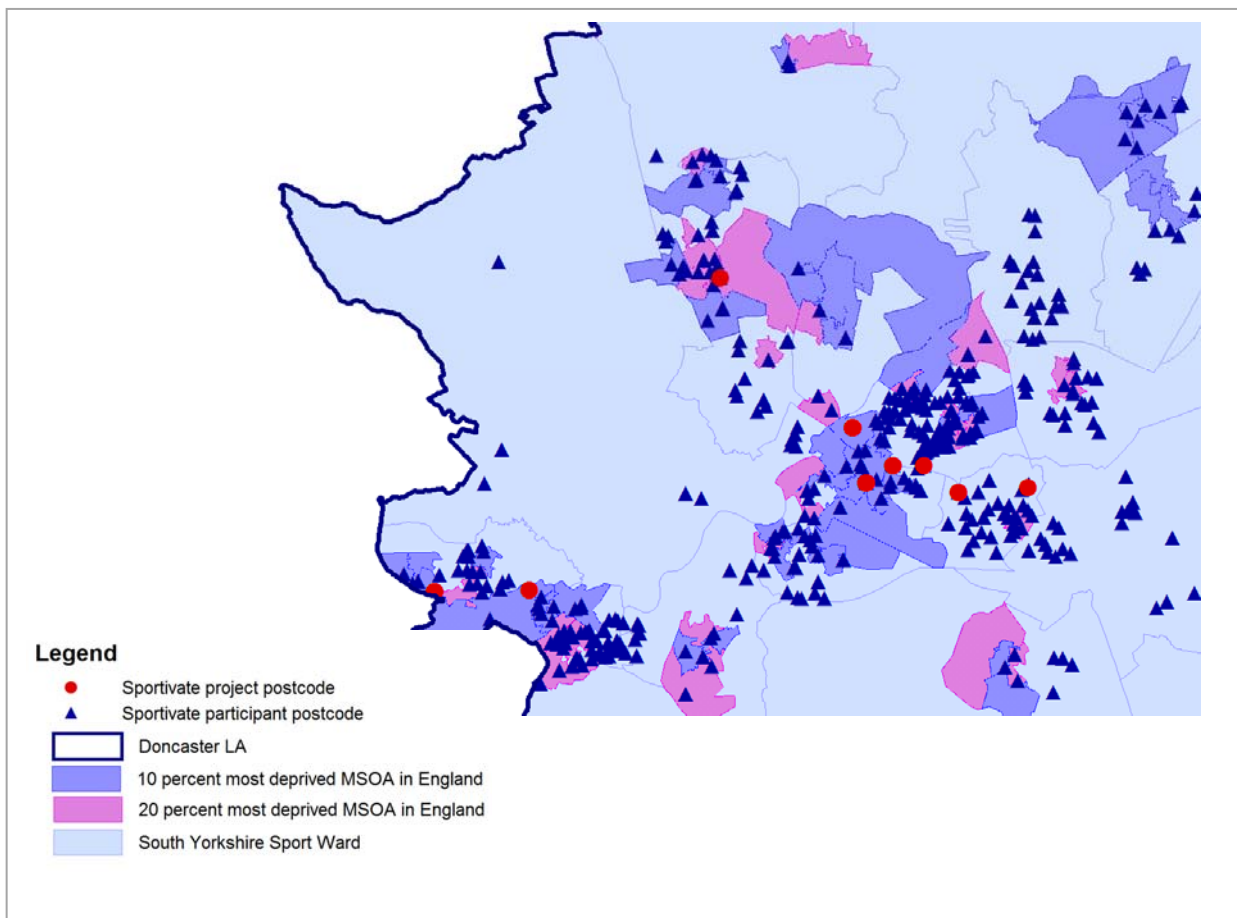 Legend
Sportivate project postcode
Sportivate participant postcode
Doncaster LA
10 percent most deprived MSOA in England
20 percent most deprived MSOA in England
South Yorkshire Sport Ward